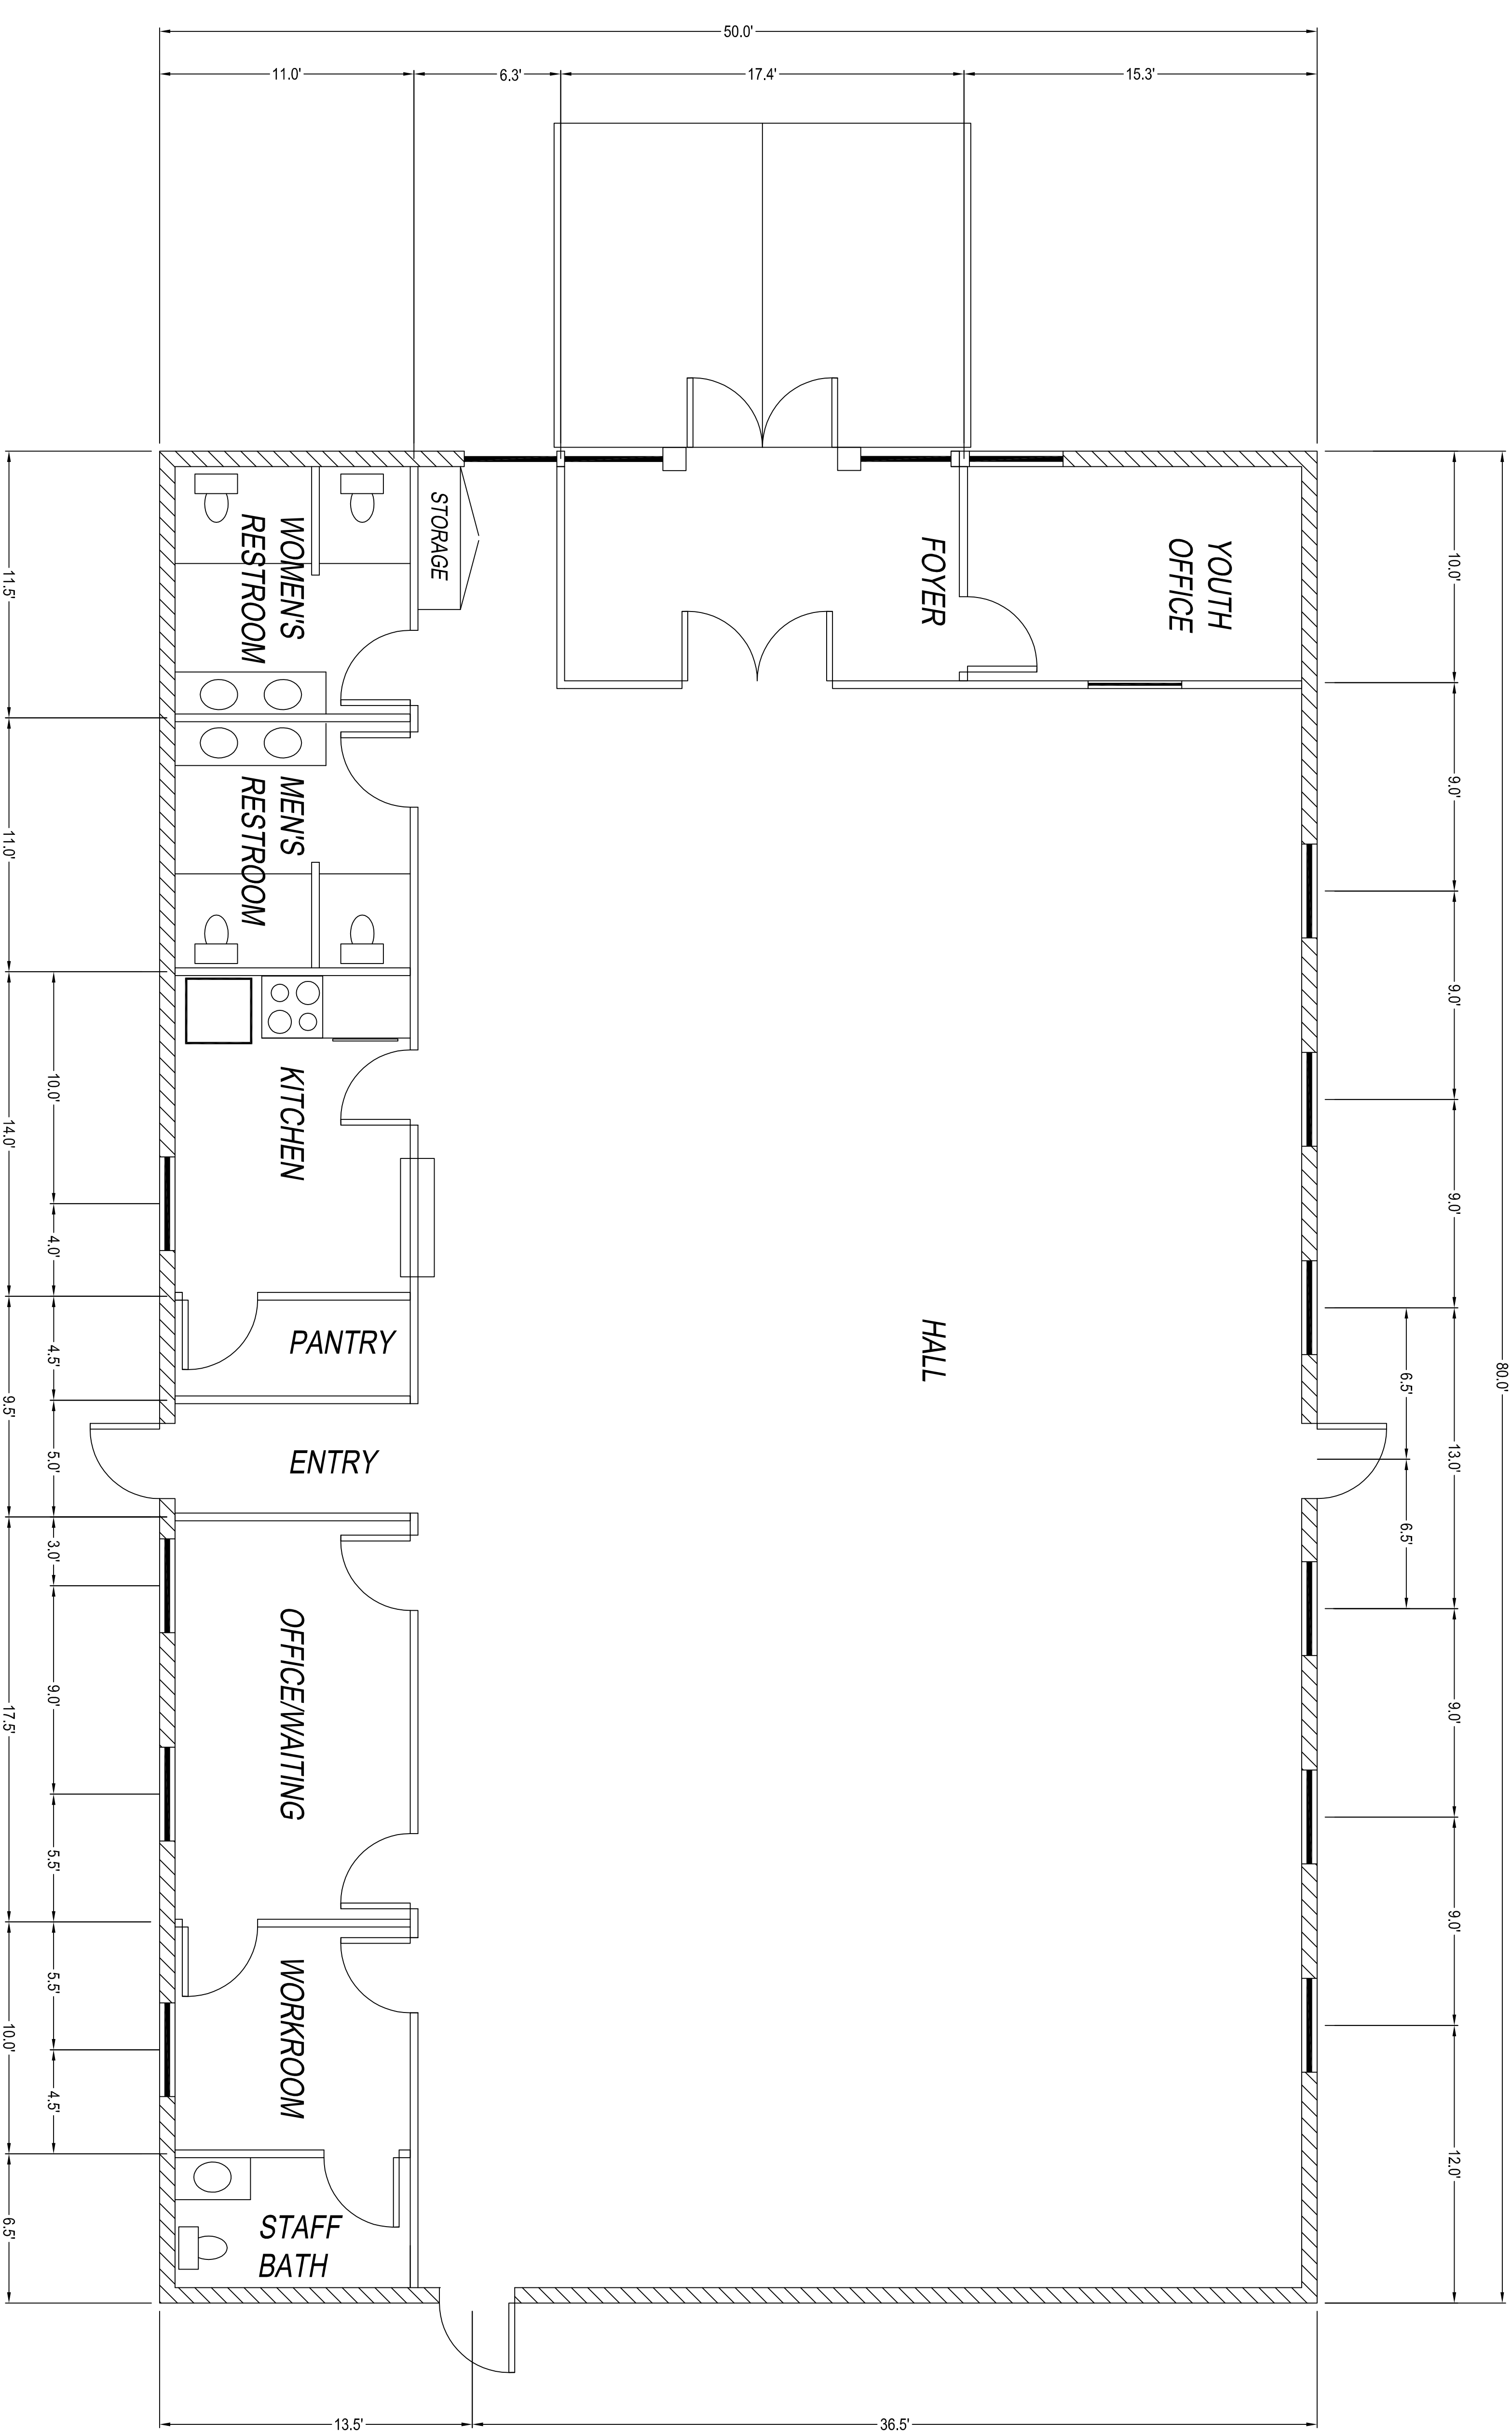 50.0'
11.0'
6.3'
17.4'
15.3'
STORAGE
WOMEN'S
RESTROOM
FOYER
YOUTH
OFFICE
MEN'S
RESTROOM
KITCHEN
PANTRY
ENTRY
HALL
OFFICE/WAITING
WORKROOM
STAFF
BATH
11.5'
11.0'
14.0'
9.5'
17.5'
10.0'
6.5'
10.0'
4.0'
4.5'
5.0'
3.0'
9.0'
5.5'
5.5'
4.5'
6.5'
6.5'
10.0'
9.0'
9.0'
9.0'
13.0'
9.0'
9.0'
12.0'
80.0'
13.5'
36.5'